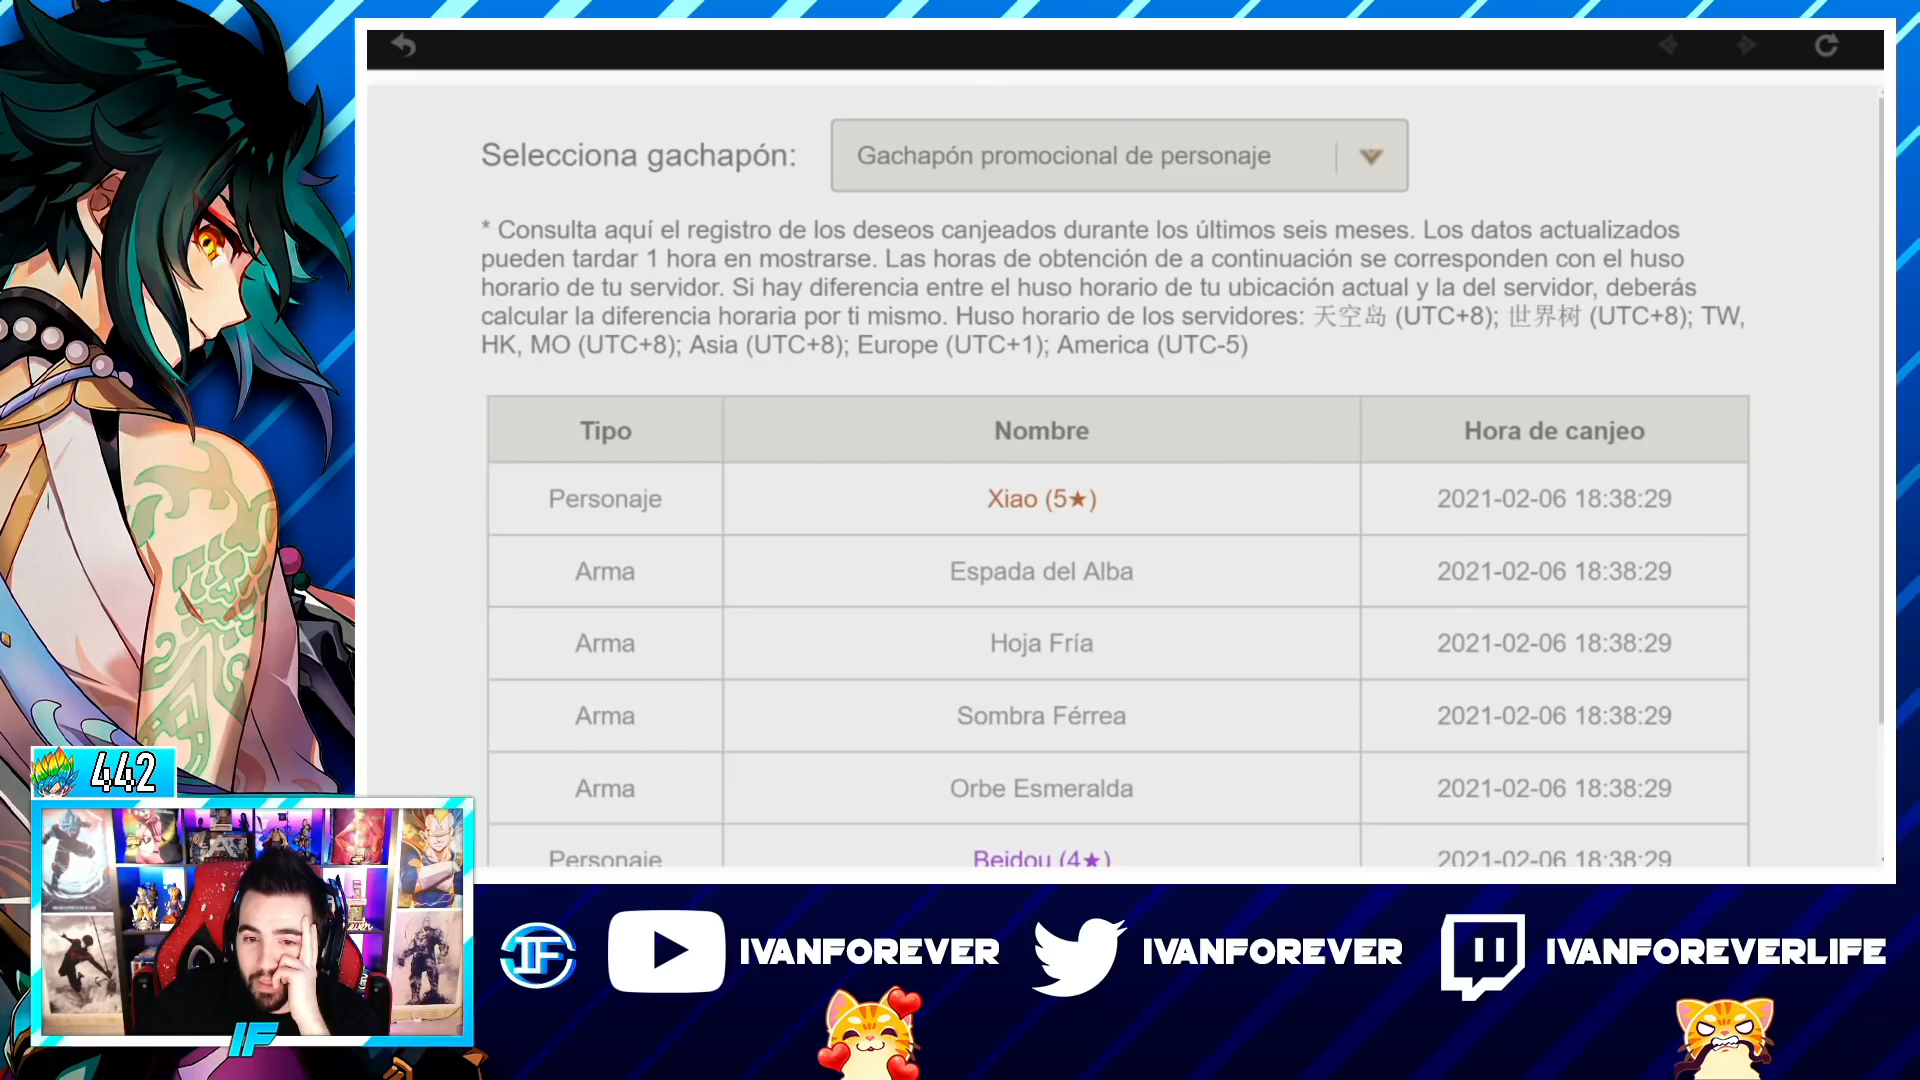 Selecciona gachapón:
Gachapón promocional de personaje
* Consulta aquí el registro de los deseos canjeados durante los últimos seis meses. Los datos actualizados
pueden tardar 1 hora en mostrarse. Las horas de obtención de a continuación se corresponden con el huso
horario de tu servidor. Si hay diferencia entre el huso horario de tu ubicación actual y la del servidor, deberás
calcular la diferencia horaria por ti mismo. Huso horario de los servidores: 天空岛 (UTC+8); 世界树 (UTC+8); TW,
HK, MO (UTC+8); Asia (UTC+8); Europe (UTC+1); America (UTC-5)
Tipo Nombre Hora de canjeo
Personaje Xiao (5★) 2021-02-06 18:38:29
Arma Espada del Alba 2021-02-06 18:38:29
Arma Hoja Fría 2021-02-06 18:38:29
Arma Sombra Férrea 2021-02-06 18:38:29
Arma Orbe Esmeralda 2021-02-06 18:38:29
Personaje Beidou (4★) 2021-02-06 18:38:29
442
IF
IF IVANFOREVER IVANFOREVER IVANFOREVERLIFE